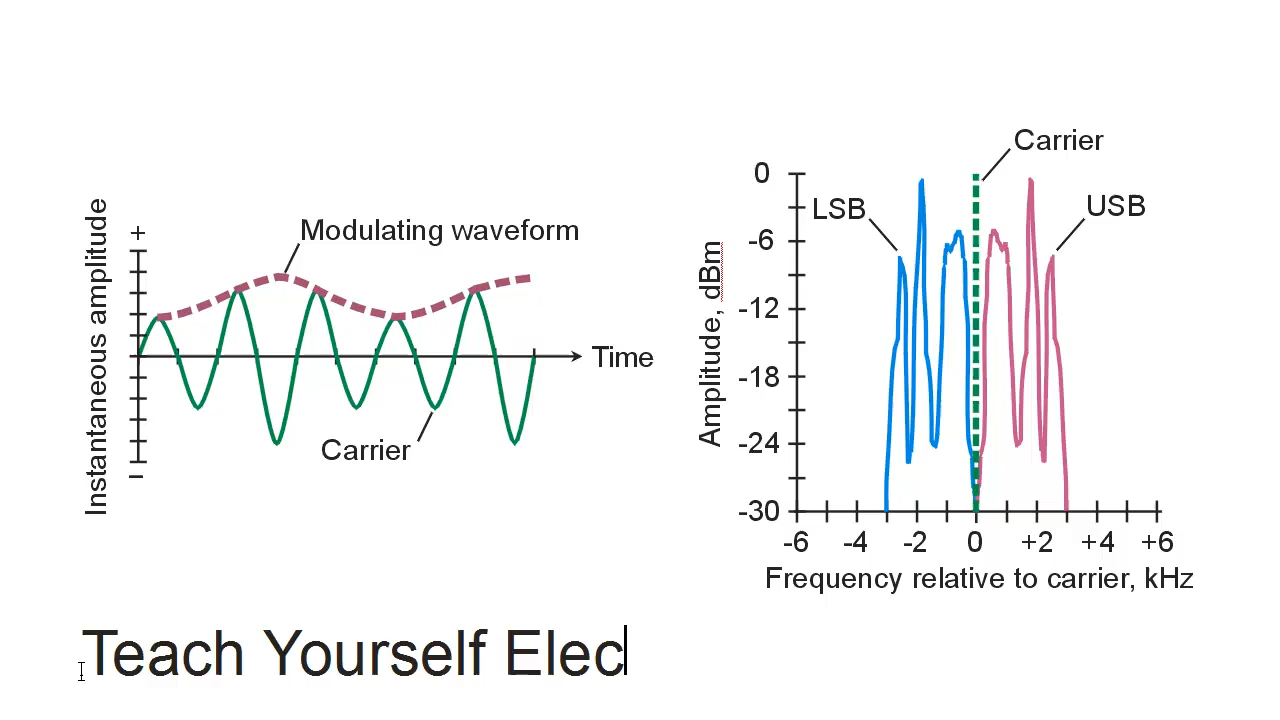 Instantaneous amplitude
+
–
Modulating waveform
Time
Carrier
Carrier
LSB
USB
Amplitude, dBm
0
-6
-12
-18
-24
-30
-6 -4 -2 0 +2 +4 +6
Frequency relative to carrier, kHz
Teach Yourself Elec